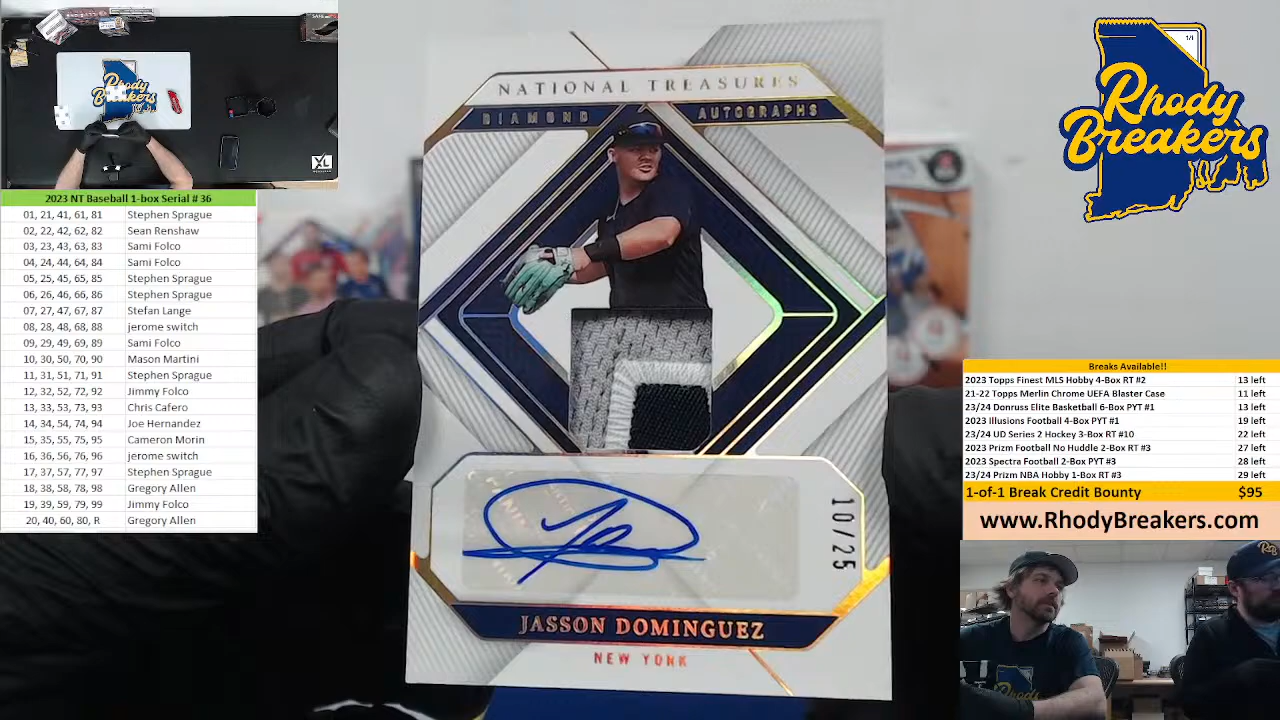 Rhody
Breakers
XL
2023 NT Baseball 1-box Serial # 36
01, 21, 41, 61, 81 Stephen Sprague
02, 22, 42, 62, 82 Sean Renshaw
03, 23, 43, 63, 83 Sami Folco
04, 24, 44, 64, 84 Sami Folco
05, 25, 45, 65, 85 Stephen Sprague
06, 26, 46, 66, 86 Stephen Sprague
07, 27, 47, 67, 87 Stefan Lange
08, 28, 48, 68, 88 jerome switch
09, 29, 49, 69, 89 Sami Folco
10, 30, 50, 70, 90 Mason Martini
11, 31, 51, 71, 91 Stephen Sprague
12, 32, 52, 72, 92 Jimmy Folco
13, 33, 53, 73, 93 Chris Cafero
14, 34, 54, 74, 94 Joe Hernandez
15, 35, 55, 75, 95 Cameron Morin
16, 36, 56, 76, 96 jerome switch
17, 37, 57, 77, 97 Stephen Sprague
18, 38, 58, 78, 98 Gregory Allen
19, 39, 59, 79, 99 Jimmy Folco
20, 40, 60, 80, R Gregory Allen
NATIONAL TREASURES
DIAMOND AUTOGRAPHS
10/25
JASSON DOMINGUEZ
NEW YORK
1/1
Rhody
Breakers
Breaks Available!!
2023 Topps Finest MLS Hobby 4-Box RT #2 13 left
21-22 Topps Merlin Chrome UEFA Blaster Case 11 left
23/24 Donruss Elite Basketball 6-Box PYT #1 13 left
2023 Illusions Football 4-Box PYT #1 19 left
23/24 UD Series 2 Hockey 3-Box RT #10 22 left
2023 Prizm Football No Huddle 2-Box RT #3 27 left
2023 Spectra Football 2-Box PYT #3 28 left
23/24 Prizm NBA Hobby 1-Box RT #3 29 left
1-of-1 Break Credit Bounty $95
www.RhodyBreakers.com
Rhody